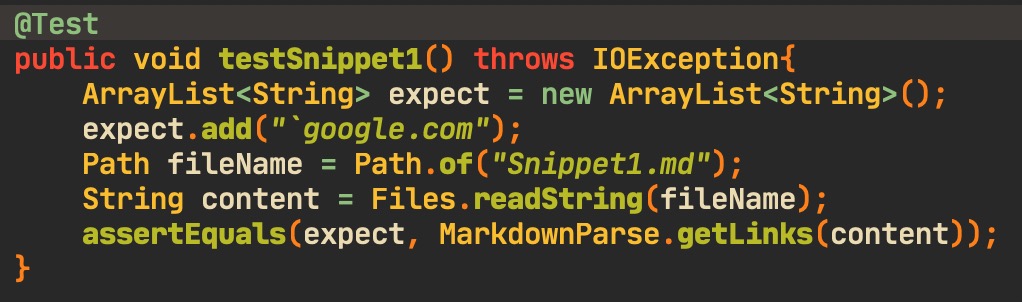 @Test
public void testSnippet1() throws IOException{
    ArrayList<String> expect = new ArrayList<String>();
    expect.add("`google.com");
    Path fileName = Path.of("Snippet1.md");
    String content = Files.readString(fileName);
    assertEquals(expect, MarkdownParse.getLinks(content));
}